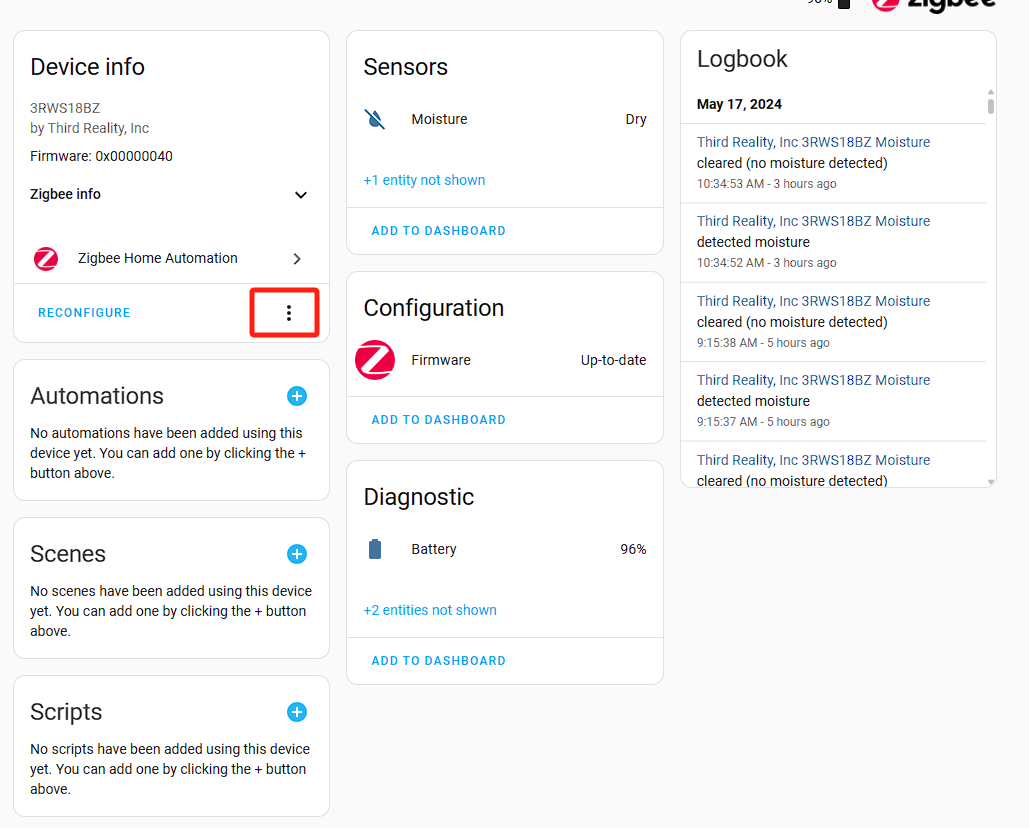 96%
zigbee
Device info
3RWS18BZ
by Third Reality, Inc
Firmware: 0x00000040
Zigbee info
Zigbee Home Automation
RECONFIGURE
Automations
No automations have been added using this
device yet. You can add one by clicking the +
button above.
Scenes
No scenes have been added using this device
yet. You can add one by clicking the + button
above.
Scripts
No scripts have been added using this device
yet. You can add one by clicking the + button
above.
Sensors
Moisture Dry
+1 entity not shown
ADD TO DASHBOARD
Configuration
Firmware Up-to-date
ADD TO DASHBOARD
Diagnostic
Battery 96%
+2 entities not shown
ADD TO DASHBOARD
Logbook
May 17, 2024
Third Reality, Inc 3RWS18BZ Moisture
cleared (no moisture detected)
10:34:53 AM - 3 hours ago
Third Reality, Inc 3RWS18BZ Moisture
detected moisture
10:34:52 AM - 3 hours ago
Third Reality, Inc 3RWS18BZ Moisture
cleared (no moisture detected)
9:15:38 AM - 5 hours ago
Third Reality, Inc 3RWS18BZ Moisture
detected moisture
9:15:37 AM - 5 hours ago
Third Reality, Inc 3RWS18BZ Moisture
cleared (no moisture detected)